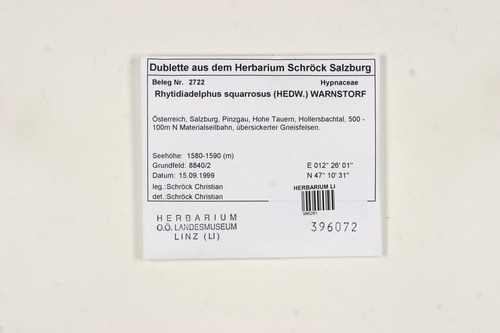 Dublette aus dem Herbarium Schröck Salzburg
Beleg Nr. 2722 Hypnaceae
Rhytidiadelphus squarrosus (HEDW.) WARNSTORF
Österreich, Salzburg, Pinzgau, Hohe Tauern, Hollersbachtal, 500 -
100m N Materialseilbahn, übersickerter Gneisfelsen.
Seehöhe: 1580-1590 (m) E 012° 26' 01''
Grundfeld: 8840/2
Datum: 15.09.1999 N 47° 10' 31''
leg.: Schröck Christian
det.: Schröck Christian
HERBARIUM LI
HERBARIUM
O.Ö. LANDESMUSEUM
LINZ (LI)
396072